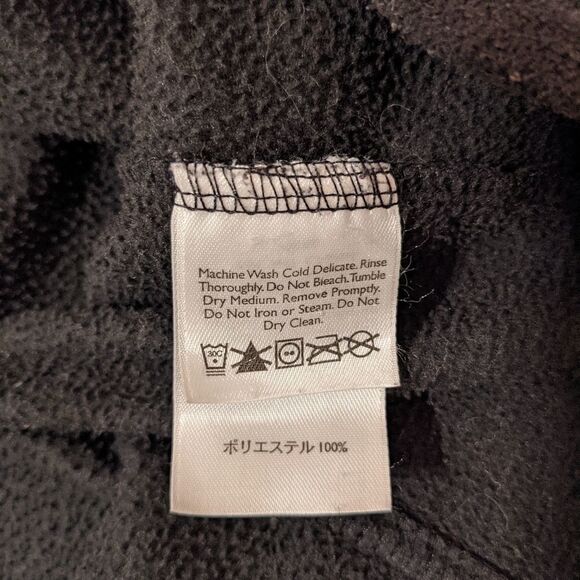 Machine Wash Cold Delicate. Rinse
Thoroughly. Do Not Bleach. Tumble
Dry Medium. Remove Promptly.
Do Not Iron or Steam. Do Not
Dry Clean.
30C
ポリエステル 100%